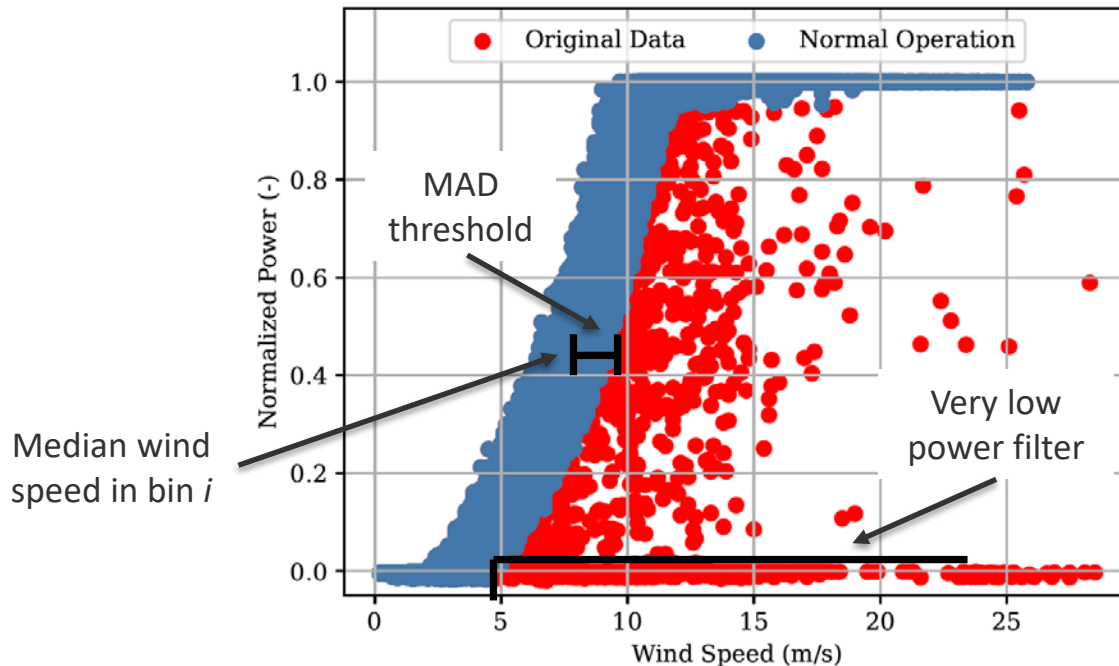 Original Data
Normal Operation
1.0
0.8
0.6
0.4
0.2
0.0
Normalized Power (-)
MAD
threshold
Median wind
speed in bin i
Very low
power filter
0
5
10
15
20
25
Wind Speed (m/s)